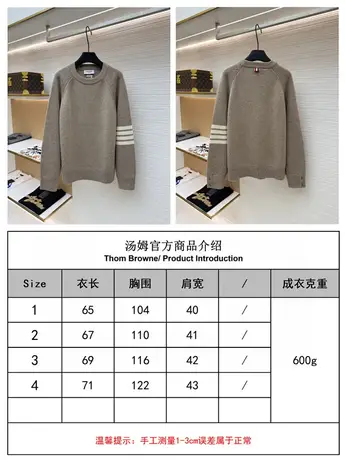 汤姆官方商品介绍
Thom Browne/ Product Introduction
Size 衣长 胸围 肩宽 / 成衣克重
1 65 104 40 /
2 67 110 41 /
3 69 116 42 /
4 71 122 43 /
600g
温馨提示：手工测量1-3cm误差属于正常